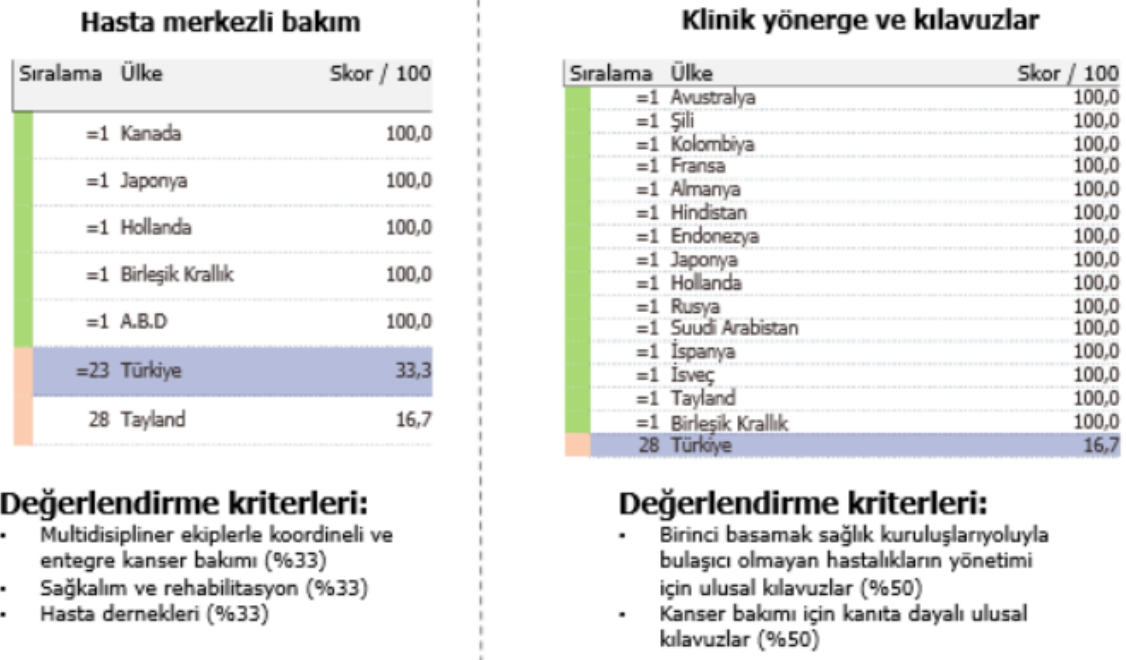 Hasta merkezli bakım
Sıralama Ülke Skor / 100
=1 Kanada 100,0
=1 Japonya 100,0
=1 Hollanda 100,0
=1 Birleşik Krallık 100,0
=1 A.B.D 100,0
=23 Türkiye 33,3
28 Tayland 16,7
Değerlendirme kriterleri:
• Multidisipliner ekiplerle koordineli ve
entegre kanser bakımı (%33)
• Sağkalım ve rehabilitasyon (%33)
• Hasta dernekleri (%33)
Klinik yönerge ve kılavuzlar
Sıralama Ülke Skor / 100
=1 Avustralya 100,0
=1 Şili 100,0
=1 Kolombiya 100,0
=1 Fransa 100,0
=1 Almanya 100,0
=1 Hindistan 100,0
=1 Endonezya 100,0
=1 Japonya 100,0
=1 Hollanda 100,0
=1 Rusya 100,0
=1 Suudi Arabistan 100,0
=1 İspanya 100,0
=1 İsveç 100,0
=1 Tayland 100,0
=1 Birleşik Krallık 100,0
28 Türkiye 16,7
Değerlendirme kriterleri:
• Birinci basamak sağlık kuruluşlarıyoluyla
bulaşıcı olmayan hastalıkların yönetimi
için ulusal kılavuzlar (%50)
• Kanser bakımı için kanıta dayalı ulusal
kılavuzlar (%50)